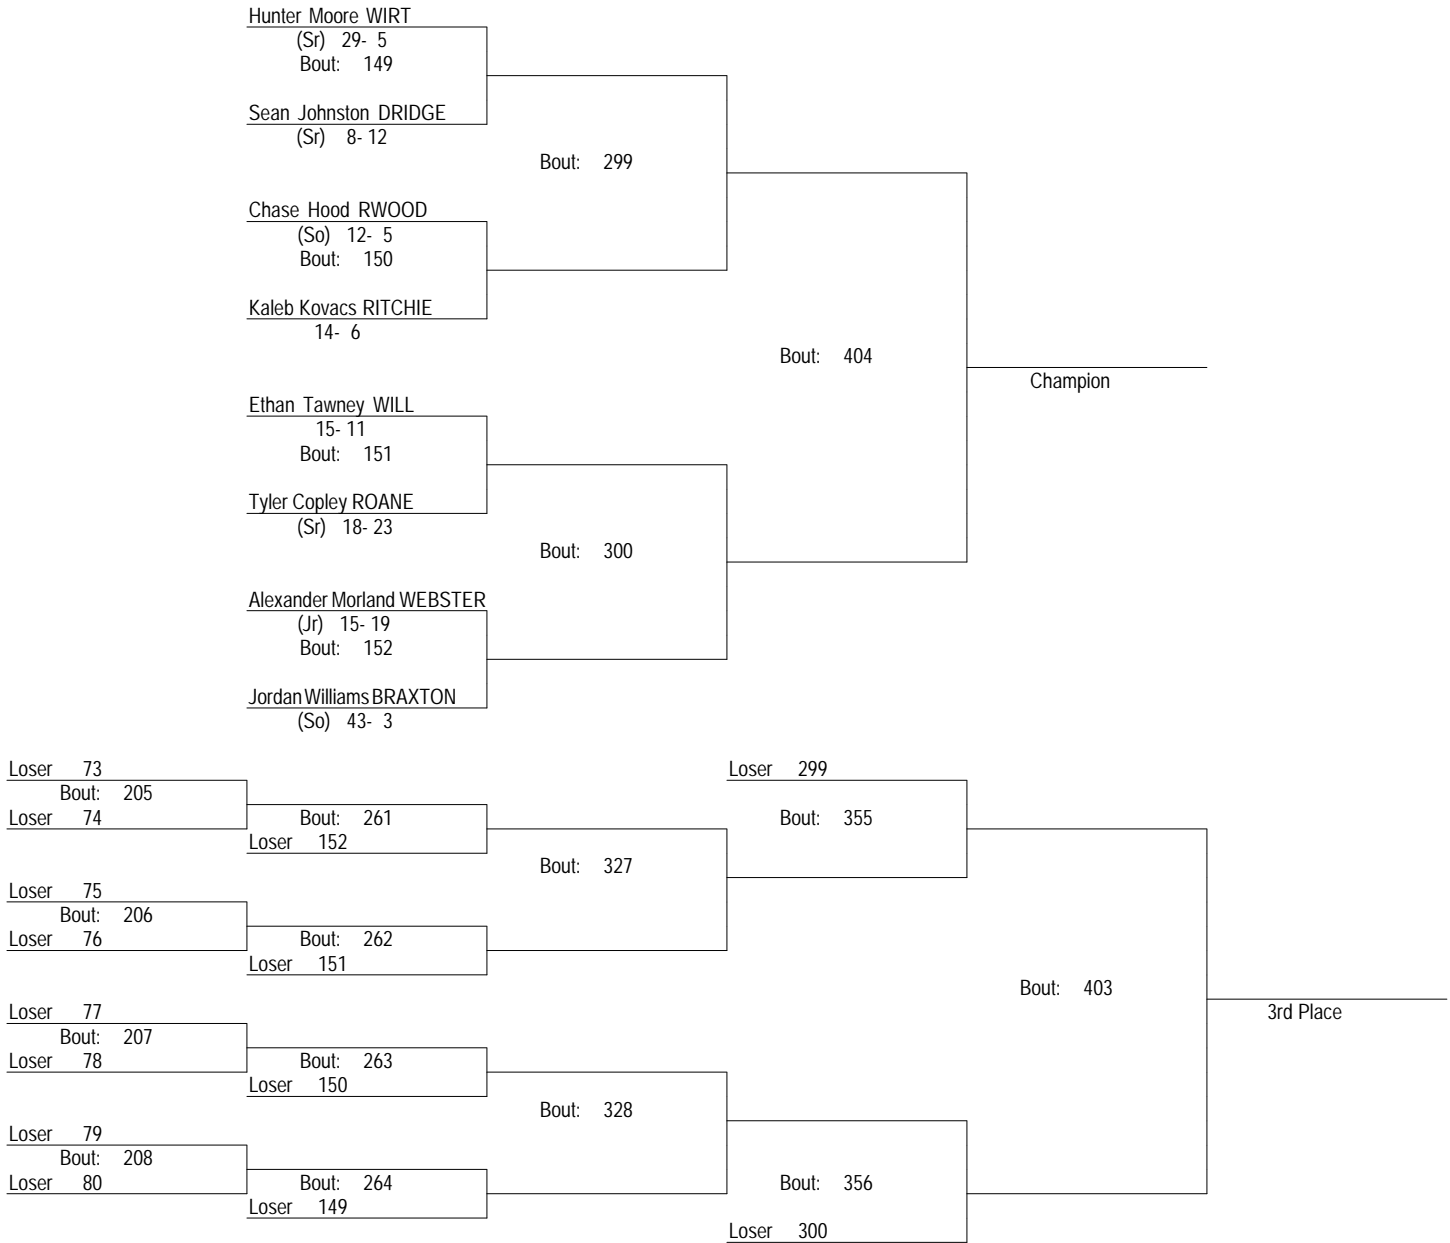 Hunter Moore WIRT
(Sr) 29- 5
Bout: 149
Sean Johnston DRIDGE
(Sr) 8- 12
Bout: 299
Chase Hood RWOOD
(So) 12- 5
Bout: 150
Kaleb Kovacs RITCHIE
14- 6
Bout: 404
Champion
Ethan Tawney WILL
15- 11
Bout: 151
Tyler Copley ROANE
(Sr) 18- 23
Bout: 300
Alexander Morland WEBSTER
(Jr) 15- 19
Bout: 152
Jordan Williams BRAXTON
(So) 43- 3
Loser 73
Bout: 205
Loser 74
Bout: 261
Loser 152
Bout: 327
Loser 299
Bout: 355
Loser 75
Bout: 206
Loser 76
Bout: 262
Loser 151
Bout: 403
3rd Place
Loser 77
Bout: 207
Loser 78
Bout: 263
Loser 150
Bout: 328
Loser 79
Bout: 208
Loser 80
Bout: 264
Loser 149
Bout: 356
Loser 300